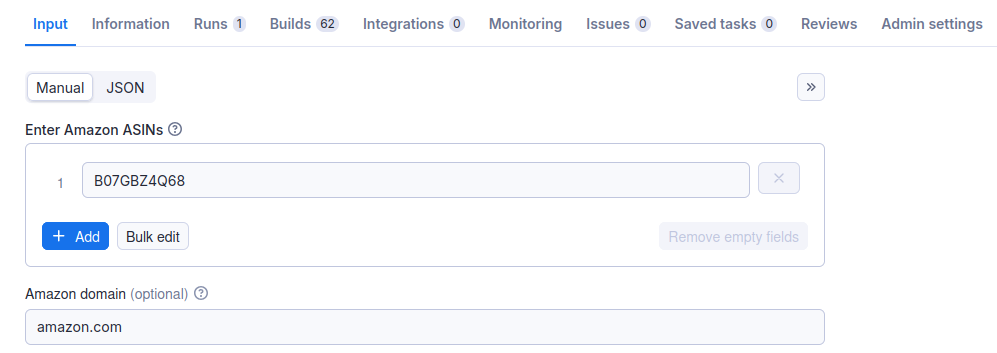 Input Information Runs 1 Builds 62 Integrations 0 Monitoring Issues 0 Saved tasks 0 Reviews Admin settings
Manual JSON
Enter Amazon ASINs
1 B07GBZ4Q68
Add Bulk edit Remove empty fields
Amazon domain (optional)
amazon.com